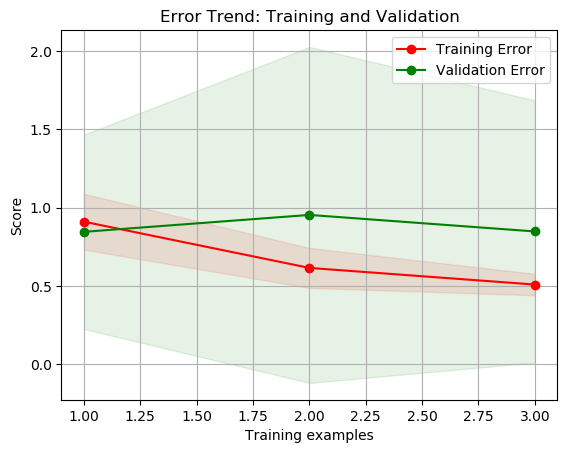 Error Trend: Training and Validation
Training Error
Validation Error
Score
2.0
1.5
1.0
0.5
0.0
1.00 1.25 1.50 1.75 2.00 2.25 2.50 2.75 3.00
Training examples